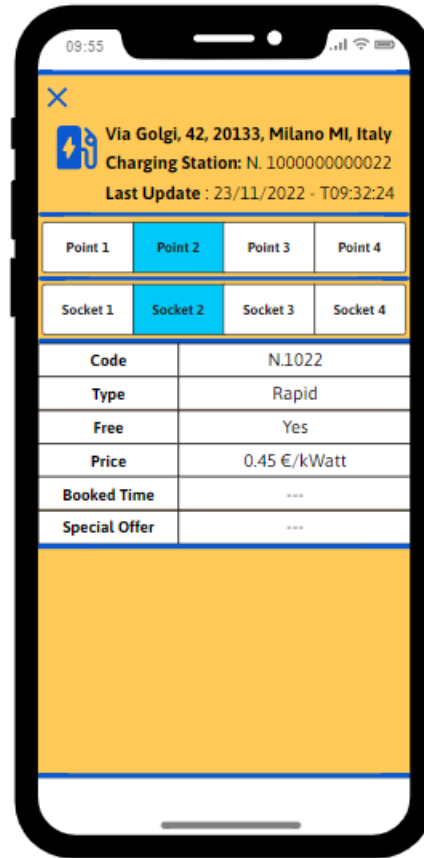 09:55
Via Golgi, 42, 20133, Milano MI, Italy
Charging Station: N. 1000000000022
Last Update : 23/11/2022 - T09:32:24
Point 1 Point 2 Point 3 Point 4
Socket 1 Socket 2 Socket 3 Socket 4
Code N.1022
Type Rapid
Free Yes
Price 0.45 €/kWatt
Booked Time ---
Special Offer ---